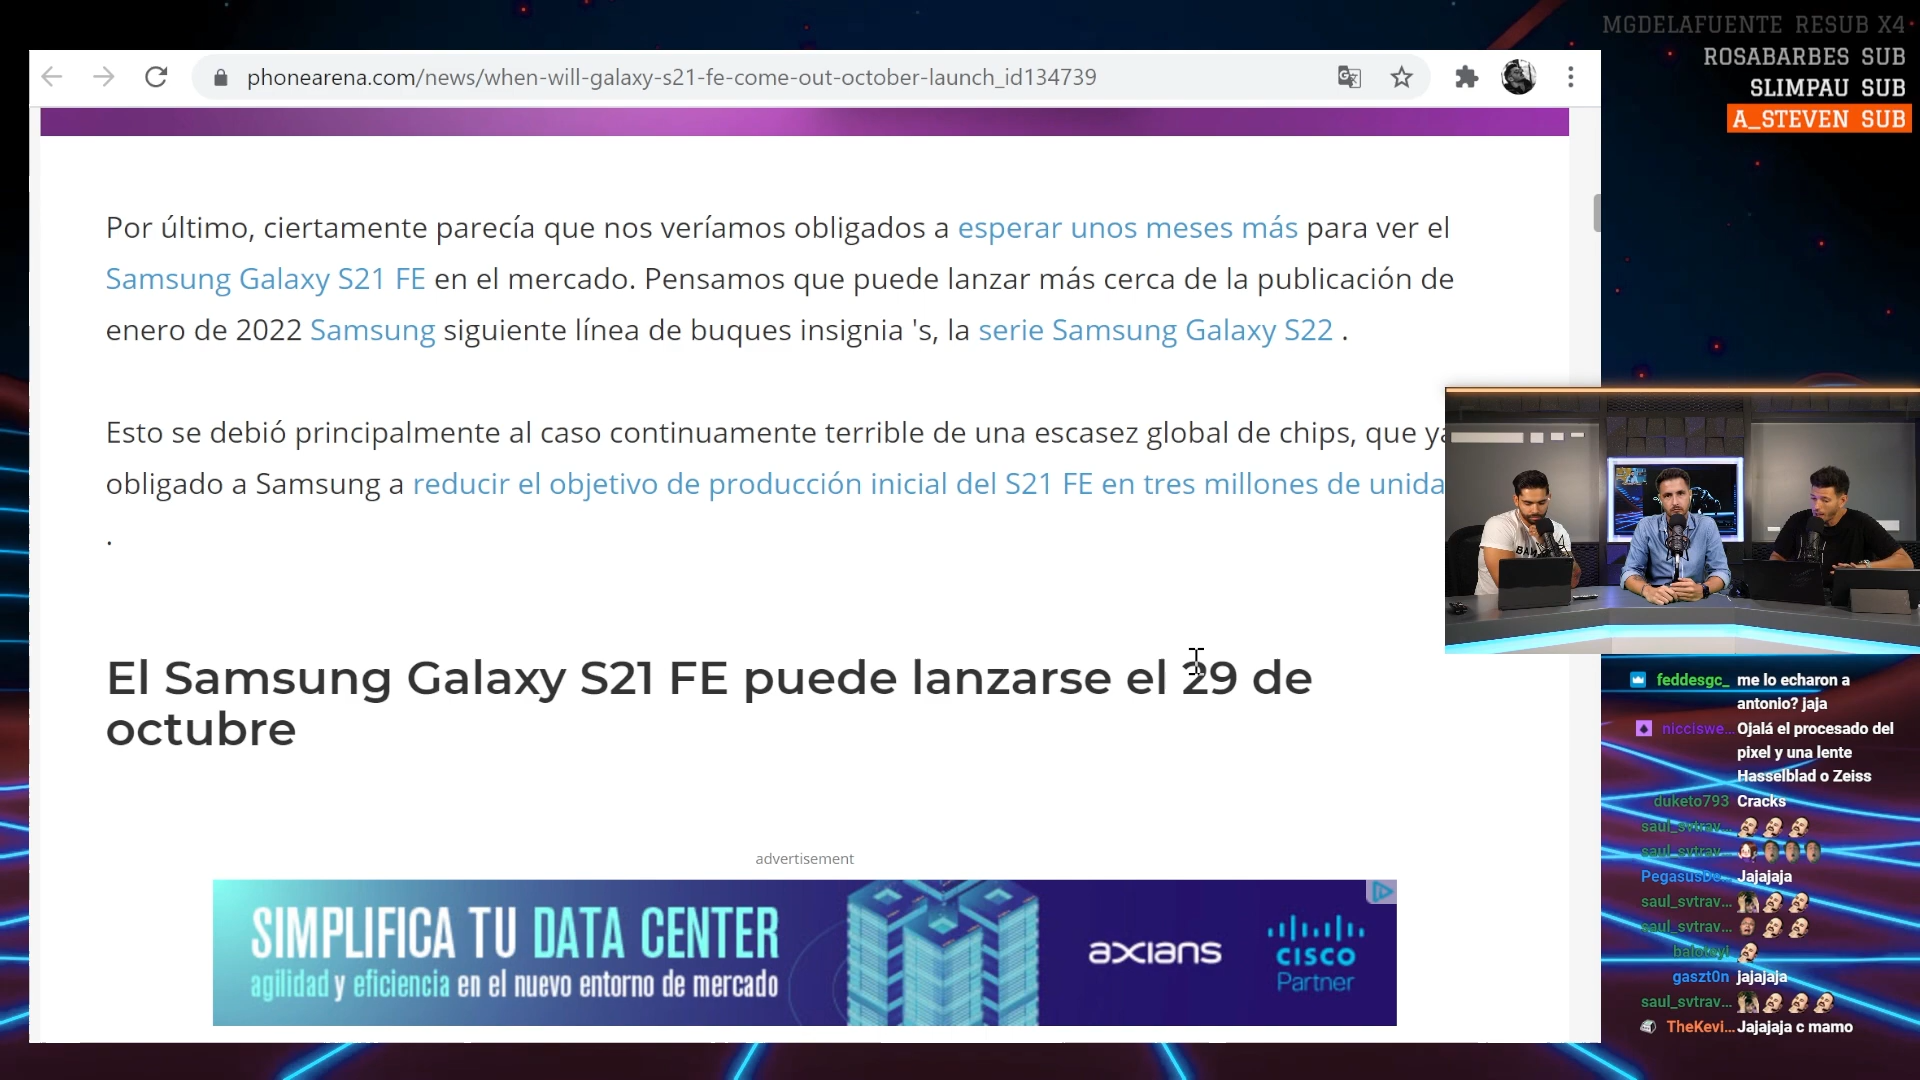 MGDELAFUENTE RESUB X4
ROSABARBES SUB
SLIMPAU SUB
A_STEVEN SUB
phonearena.com/news/when-will-galaxy-s21-fe-come-out-october-launch_id134739
Por último, ciertamente parecía que nos veríamos obligados a esperar unos meses más para ver el
Samsung Galaxy S21 FE en el mercado. Pensamos que puede lanzar más cerca de la publicación de
enero de 2022 Samsung siguiente línea de buques insignia 's, la serie Samsung Galaxy S22 .
Esto se debió principalmente al caso continuamente terrible de una escasez global de chips, que ya
obligado a Samsung a reducir el objetivo de producción inicial del S21 FE en tres millones de unida
.
El Samsung Galaxy S21 FE puede lanzarse el 29 de
octubre
advertisement
SIMPLIFICA TU DATA CENTER
agilidad y eficiencia en el nuevo entorno de mercado
axians
CISCO
Partner
feddesgc_ me lo echaron a
antonio? jaja
nicciswe... Ojalá el procesado del
pixel y una lente
Hasselblad o Zeiss
duketo793 Cracks
saul_svtrav...
saul_svtrav...
PegasusDe... Jajajaja
saul_svtrav...
saul_svtrav...
gaszt0n jajajaja
saul_svtrav...
TheKevi... Jajajaja c mamo